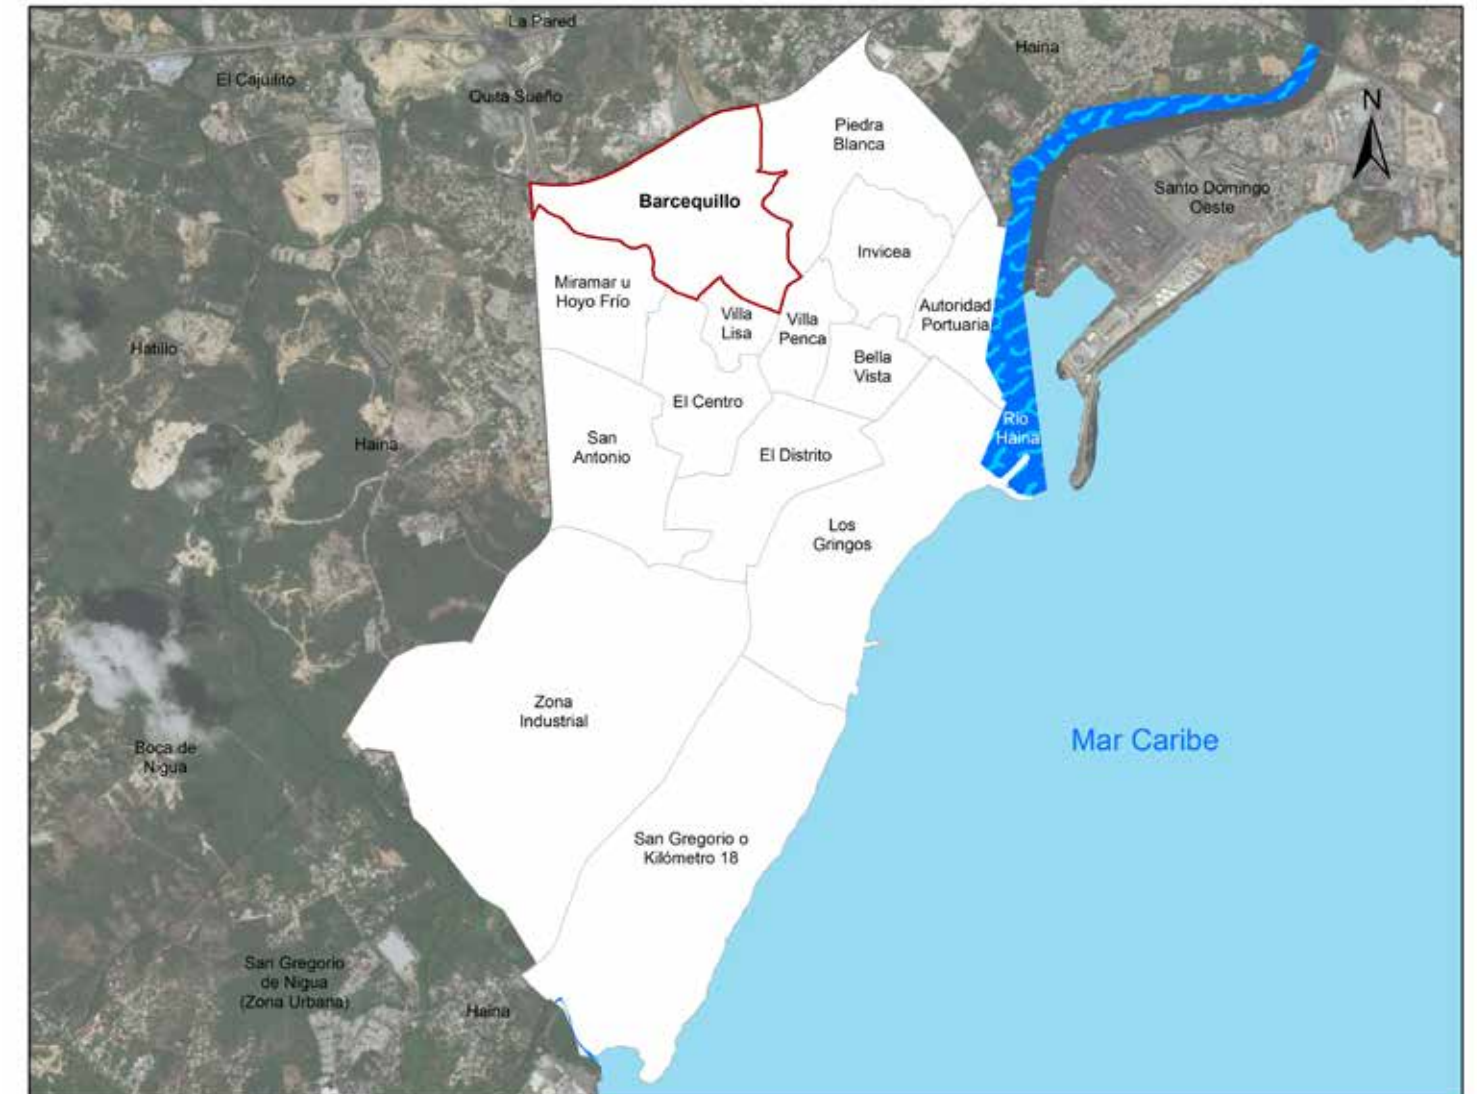 La Pared
Haina
El Cajuilito
Quita Sueño
N
Piedra
Blanca
Santo Domingo
Oeste
Barcequillo
Invicea
Miramar u
Hoyo Frío
Autoridad
Portuaria
Villa
Lisa
Villa
Penca
Hatillo
Bella
Vista
El Centro
Río
Haina
San
Antonio
Haina
El Distrito
Los
Gringos
Zona
Industrial
Mar Caribe
Boca de
Nigua
San Gregorio o
Kilómetro 18
San Gregorio
de Nigua
(Zona Urbana)
Haina